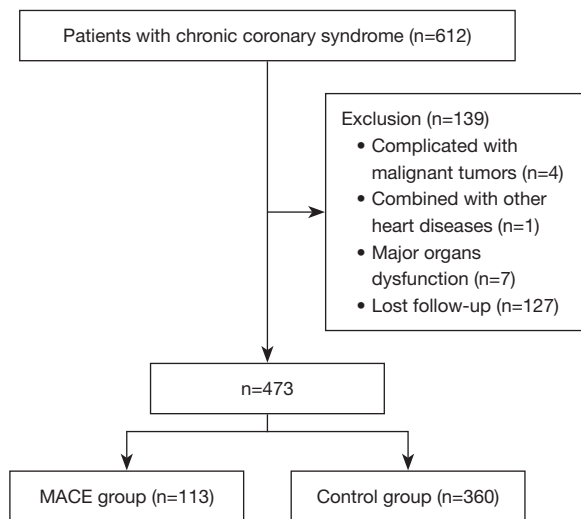 Patients with chronic coronary syndrome (n=612)
Exclusion (n=139)
• Complicated with
malignant tumors (n=4)
• Combined with other
heart diseases (n=1)
• Major organs
dysfunction (n=7)
• Lost follow-up (n=127)
n=473
MACE group (n=113)
Control group (n=360)